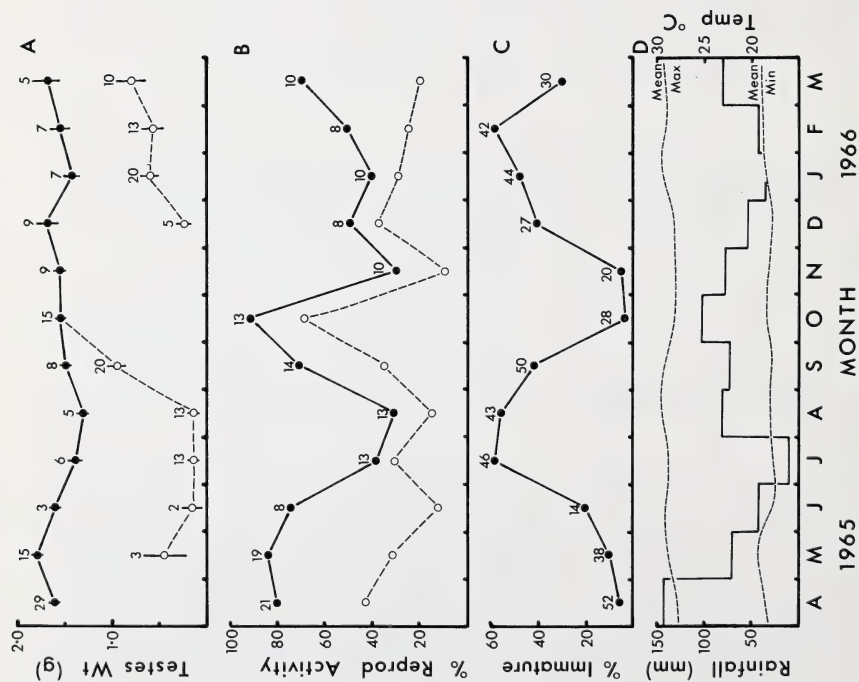 A
2·0
1·0
Testes Wt (g)
29 15 3 6 5 8 15 9 9 7 7 5
3 2 13 13 20 5 20 13 10
B
100
80
60
40
20
% Reprod Activity
21 19 8 13 13 14 13 10 8 10 8 10
C
60
40
20
% Immature
52 38 14 46 43 50 28 20 27 44 42 30
D
150
100
50
Rainfall (mm)
30
25
20
Temp °C
Mean Max
Mean Min
A M J J A S O N D J F M
1965 MONTH 1966